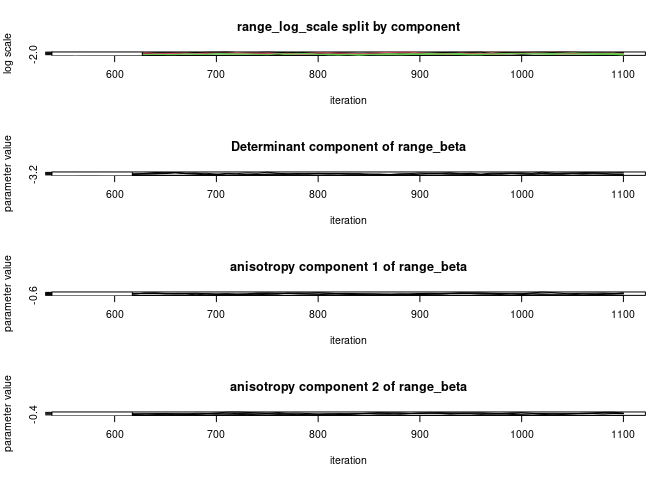 range_log_scale split by component
log scale
-2.0
600 700 800 900 1000 1100
iteration
Determinant component of range_beta
parameter value
-3.2
600 700 800 900 1000 1100
iteration
anisotropy component 1 of range_beta
parameter value
-0.6
600 700 800 900 1000 1100
iteration
anisotropy component 2 of range_beta
parameter value
-0.4
600 700 800 900 1000 1100
iteration